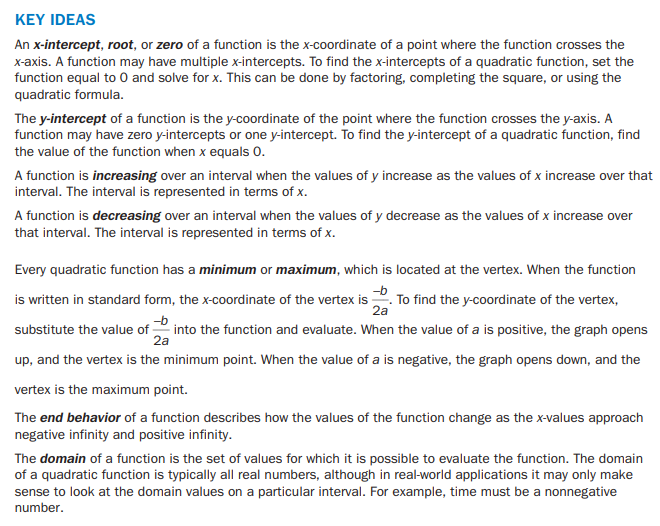 KEY IDEAS
An x-intercept, root, or zero of a function is the x-coordinate of a point where the function crosses the
x-axis. A function may have multiple x-intercepts. To find the x-intercepts of a quadratic function, set the
function equal to 0 and solve for x. This can be done by factoring, completing the square, or using the
quadratic formula.
The y-intercept of a function is the y-coordinate of the point where the function crosses the y-axis. A
function may have zero y-intercepts or one y-intercept. To find the y-intercept of a quadratic function, find
the value of the function when x equals 0.
A function is increasing over an interval when the values of y increase as the values of x increase over that
interval. The interval is represented in terms of x.
A function is decreasing over an interval when the values of y decrease as the values of x increase over
that interval. The interval is represented in terms of x.
Every quadratic function has a minimum or maximum, which is located at the vertex. When the function
is written in standard form, the x-coordinate of the vertex is –b/2a. To find the y-coordinate of the vertex,
substitute the value of –b/2a into the function and evaluate. When the value of a is positive, the graph opens
up, and the vertex is the minimum point. When the value of a is negative, the graph opens down, and the
vertex is the maximum point.
The end behavior of a function describes how the values of the function change as the x-values approach
negative infinity and positive infinity.
The domain of a function is the set of values for which it is possible to evaluate the function. The domain
of a quadratic function is typically all real numbers, although in real-world applications it may only make
sense to look at the domain values on a particular interval. For example, time must be a nonnegative
number.